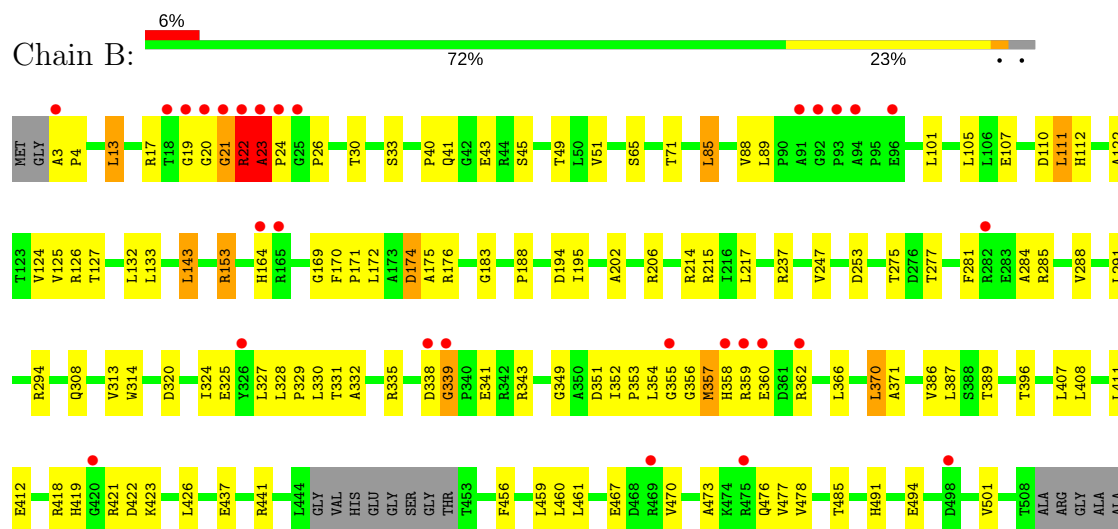 6%
Chain B:
72% 23% • •
MET GLY A3 P4 L13 R17 T18 G19 G20 G21 R22 A23 P24 G25 P26 T30 S33 P40 Q41 G42 E43 R44 S45 T49 L50 V51 S65 T71 L85 V88 L89 P90 A91 G92 P93 A94 P95 E96 L101 L105 L106 E107 D110 L111 H112 A122
T123 V124 V125 R126 T127 L132 L133 L143 R153 H164 R165 G169 F170 P171 L172 A173 D174 A175 R176 G183 P188 D194 I195 A202 R206 R214 R215 I216 L217 R237 V247 D253 T275 D276 T277 F281 R282 E283 A284 R285 V288 L291
R294 Q308 V313 W314 D320 I324 E325 Y326 L327 L328 P329 L330 T331 A332 R335 D338 G339 P340 E341 R342 R343 G349 A350 D351 I352 P353 L354 G355 G356 M357 H358 R359 E360 D361 R362 L366 L370 A371 V386 L387 S388 T389 T396 L407 L408 L411
E412 R418 H419 G420 R421 D422 K423 L426 E437 R441 L444 GLY VAL HIS GLU GLY SER GLY THR T453 F456 L459 L460 L461 E467 D468 R469 V470 A473 K474 R475 Q476 V477 V478 T485 H491 E494 D498 V501 T508 ALA ARG GLY ALA ALA